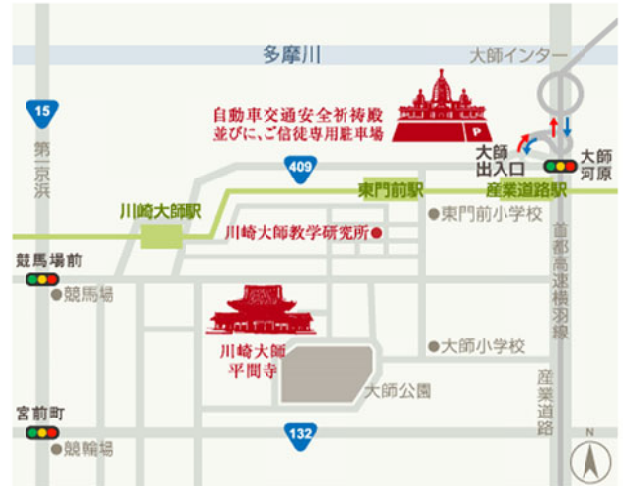 多摩川
大師インター
15
自動車交通安全祈祷殿
並びに、ご信徒専用駐車場
P
第一京浜
409
大師
出入口
大師
河原
東門前駅
産業道路駅
川崎大師駅
東門前小学校
川崎大師教学研究所
首都高速横羽線
競馬場前
競馬場
川崎大師
平間寺
大師小学校
大師公園
産業道路
宮前町
132
競輪場
N